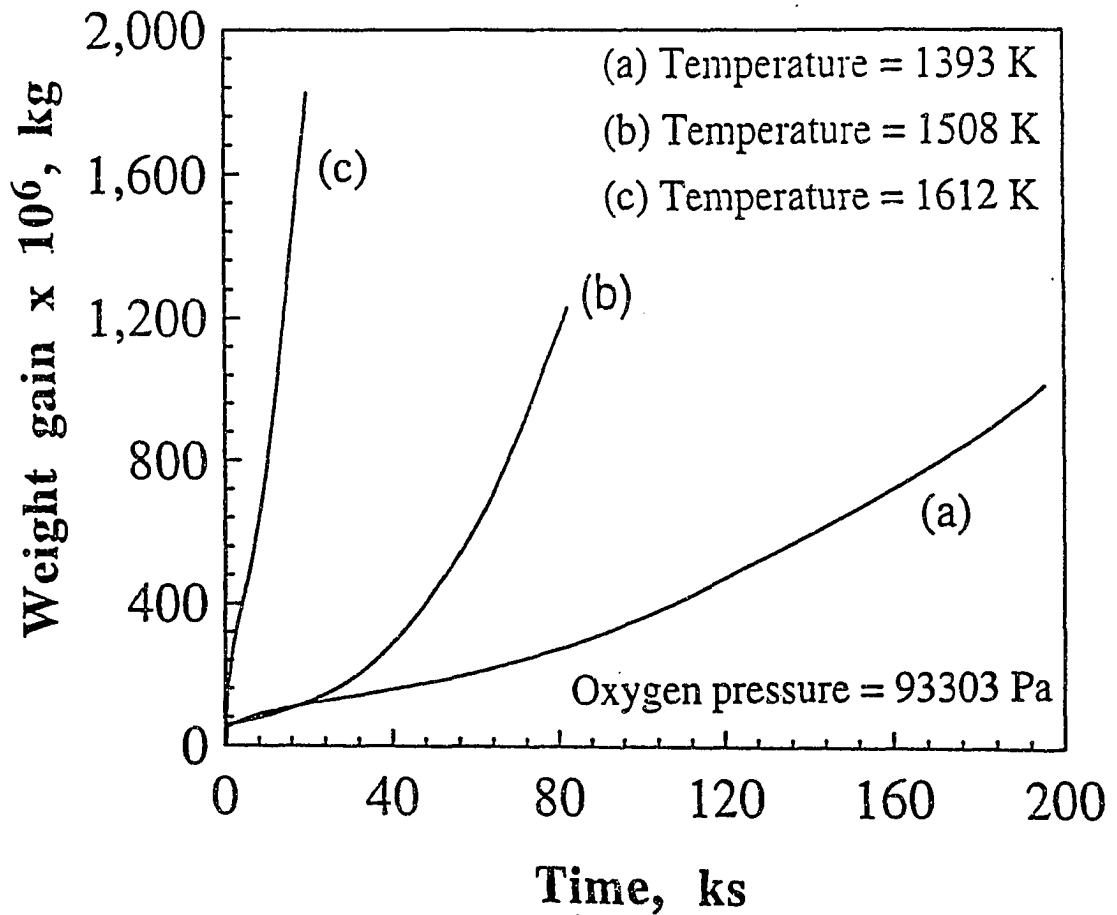 2,000
1,600
1,200
800
400
0
Weight gain x 10⁶, kg
(a) Temperature = 1393 K
(b) Temperature = 1508 K
(c) Temperature = 1612 K
(c)
(b)
(a)
Oxygen pressure = 93303 Pa
0 40 80 120 160 200
Time, ks